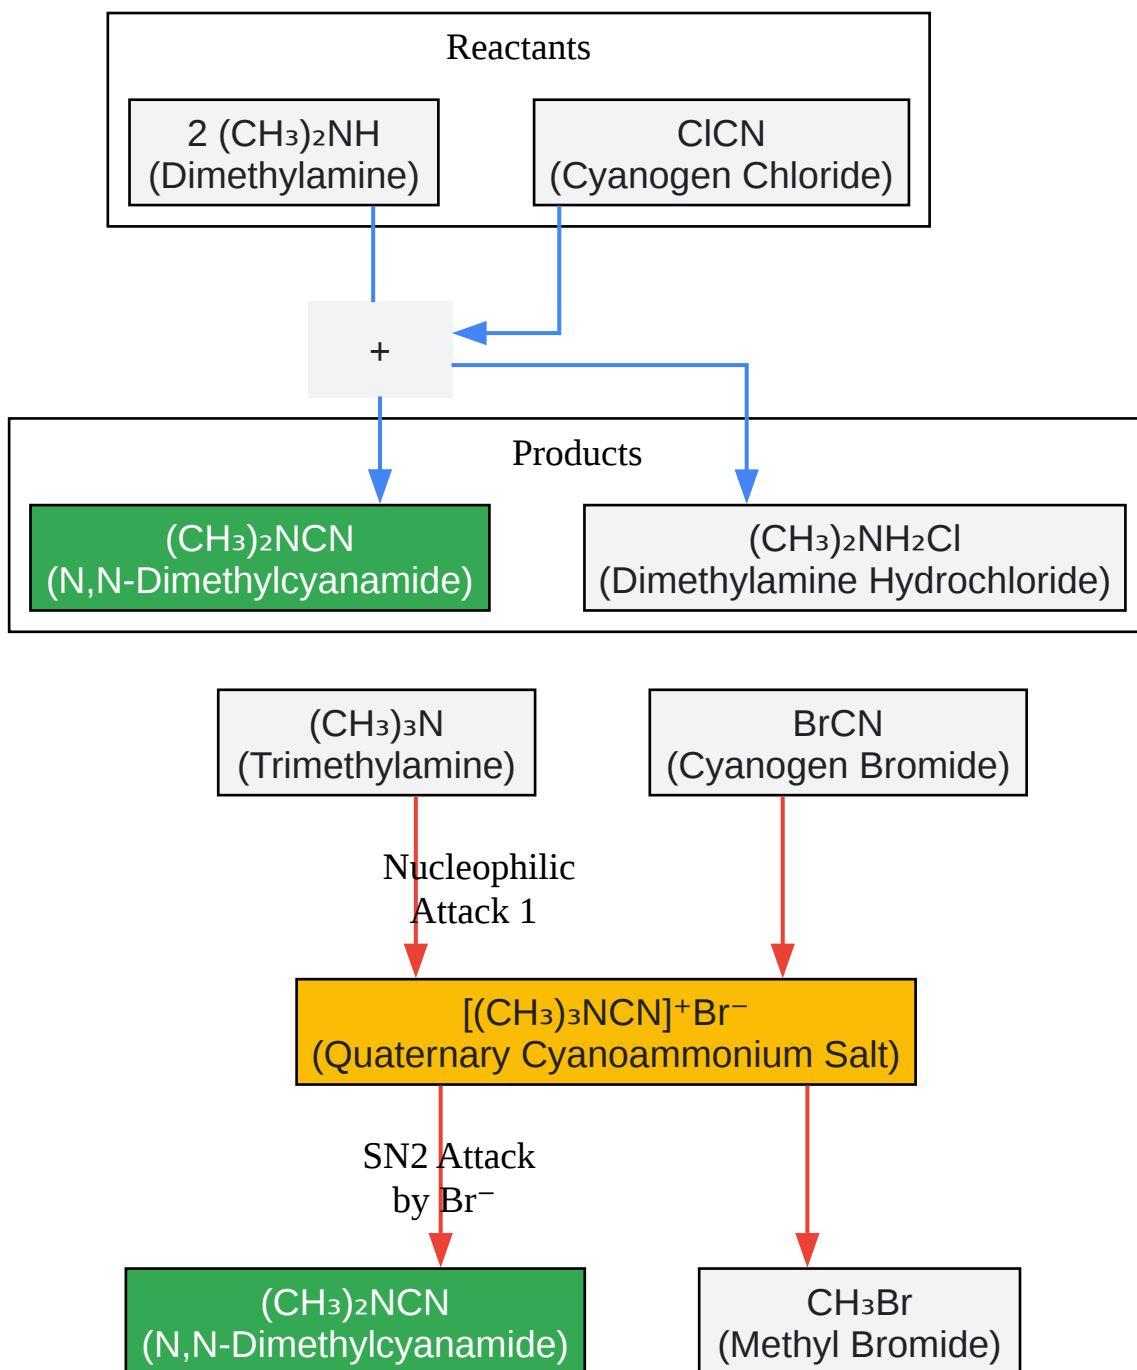 Reactants
2 (CH₃)₂NH
(Dimethylamine)
ClCN
(Cyanogen Chloride)
+
Products
(CH₃)₂NCN
(N,N-Dimethylcyanamide)
(CH₃)₂NH₂Cl
(Dimethylamine Hydrochloride)
(CH₃)₃N
(Trimethylamine)
BrCN
(Cyanogen Bromide)
Nucleophilic
Attack 1
[(CH₃)₃NCN]⁺Br⁻
(Quaternary Cyanoammonium Salt)
SN2 Attack
by Br⁻
(CH₃)₂NCN
(N,N-Dimethylcyanamide)
CH₃Br
(Methyl Bromide)